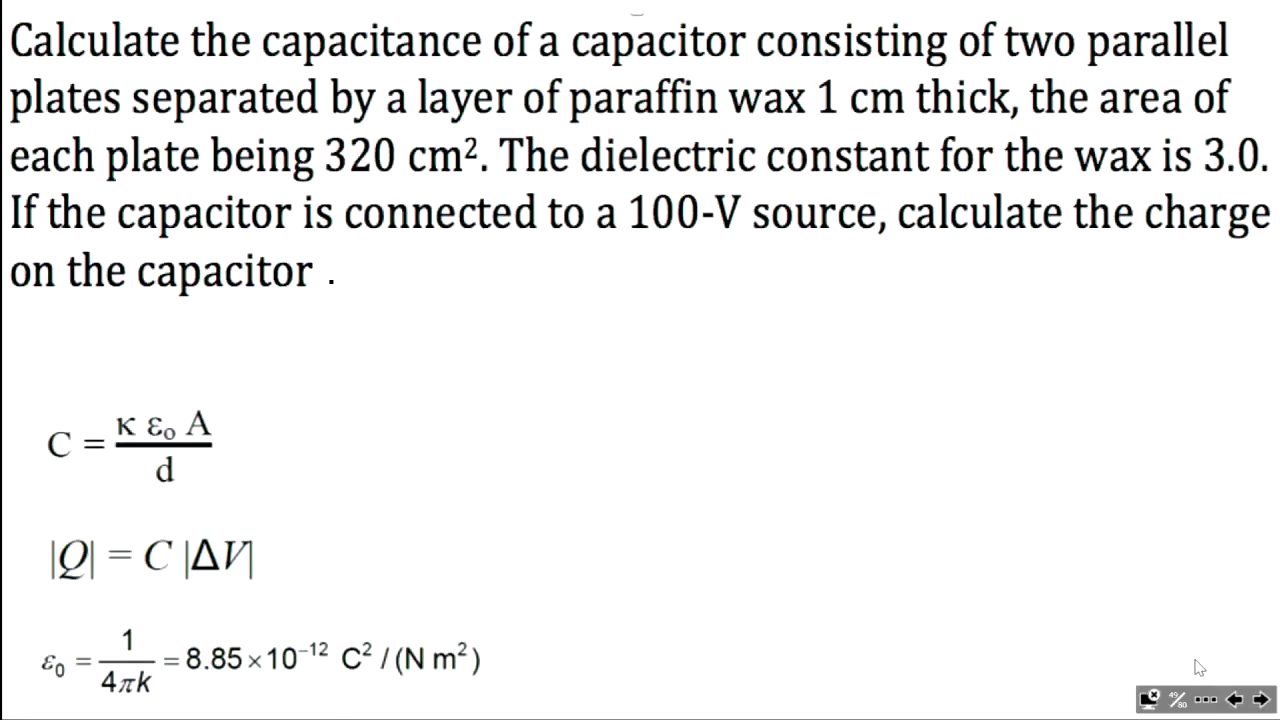 Calculate the capacitance of a capacitor consisting of two parallel
plates separated by a layer of paraffin wax 1 cm thick, the area of
each plate being 320 cm². The dielectric constant for the wax is 3.0.
If the capacitor is connected to a 100-V source, calculate the charge
on the capacitor .
C = κ ε₀ A / d
|Q| = C |ΔV|
ε₀ = 1 / 4πk = 8.85×10⁻¹² C² / (N m²)
49/80